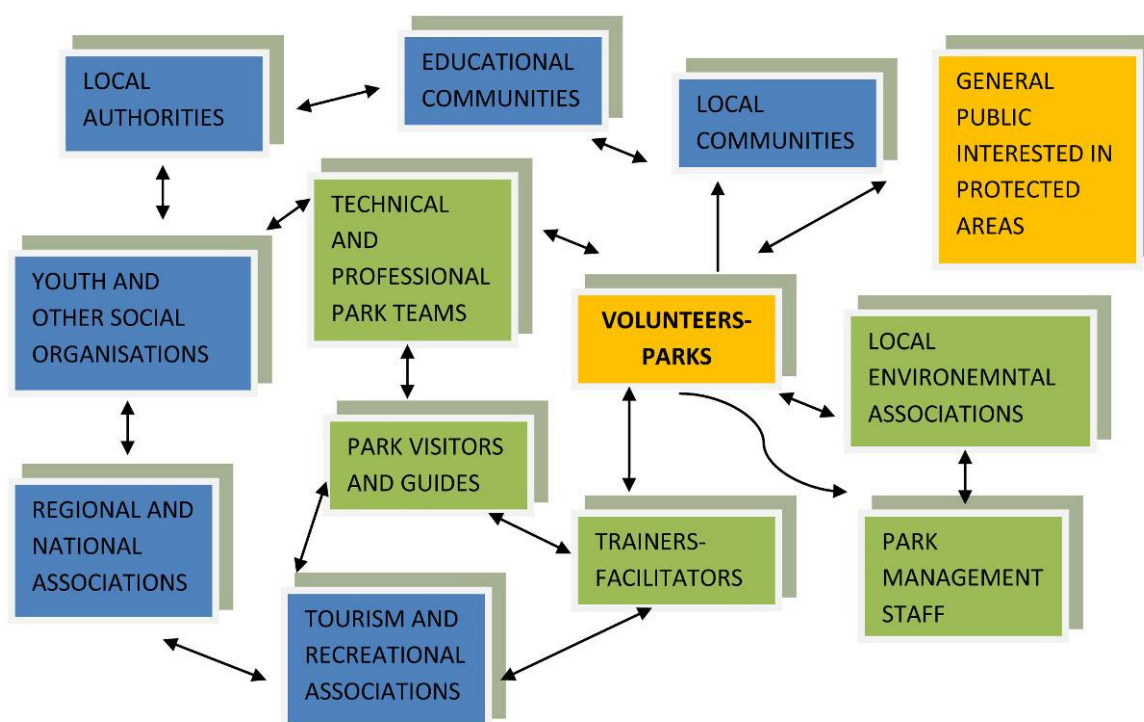 LOCAL
AUTHORITIES
EDUCATIONAL
COMMUNITIES
LOCAL
COMMUNITIES
GENERAL
PUBLIC
INTERESTED IN
PROTECTED
AREAS
YOUTH AND
OTHER SOCIAL
ORGANISATIONS
TECHNICAL
AND
PROFESSIONAL
PARK TEAMS
VOLUNTEERS-
PARKS
LOCAL
ENVIRONEMNTAL
ASSOCIATIONS
REGIONAL AND
NATIONAL
ASSOCIATIONS
PARK VISITORS
AND GUIDES
TRAINERS-
FACILITATORS
PARK
MANAGEMENT
STAFF
TOURISM AND
RECREATIONAL
ASSOCIATIONS